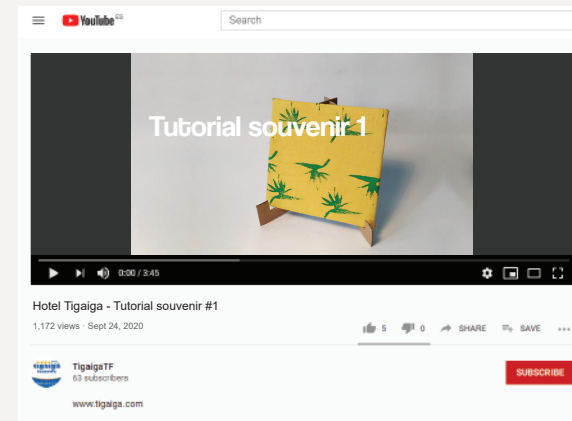 YouTube ES
Search
Tutorial souvenir 1
0:00 / 3:45
Hotel Tigaiga - Tutorial souvenir #1
1,172 views · Sept 24, 2020
5
0
SHARE
SAVE
TigaigaTF
63 subscribers
SUBSCRIBE
www.tigaiga.com